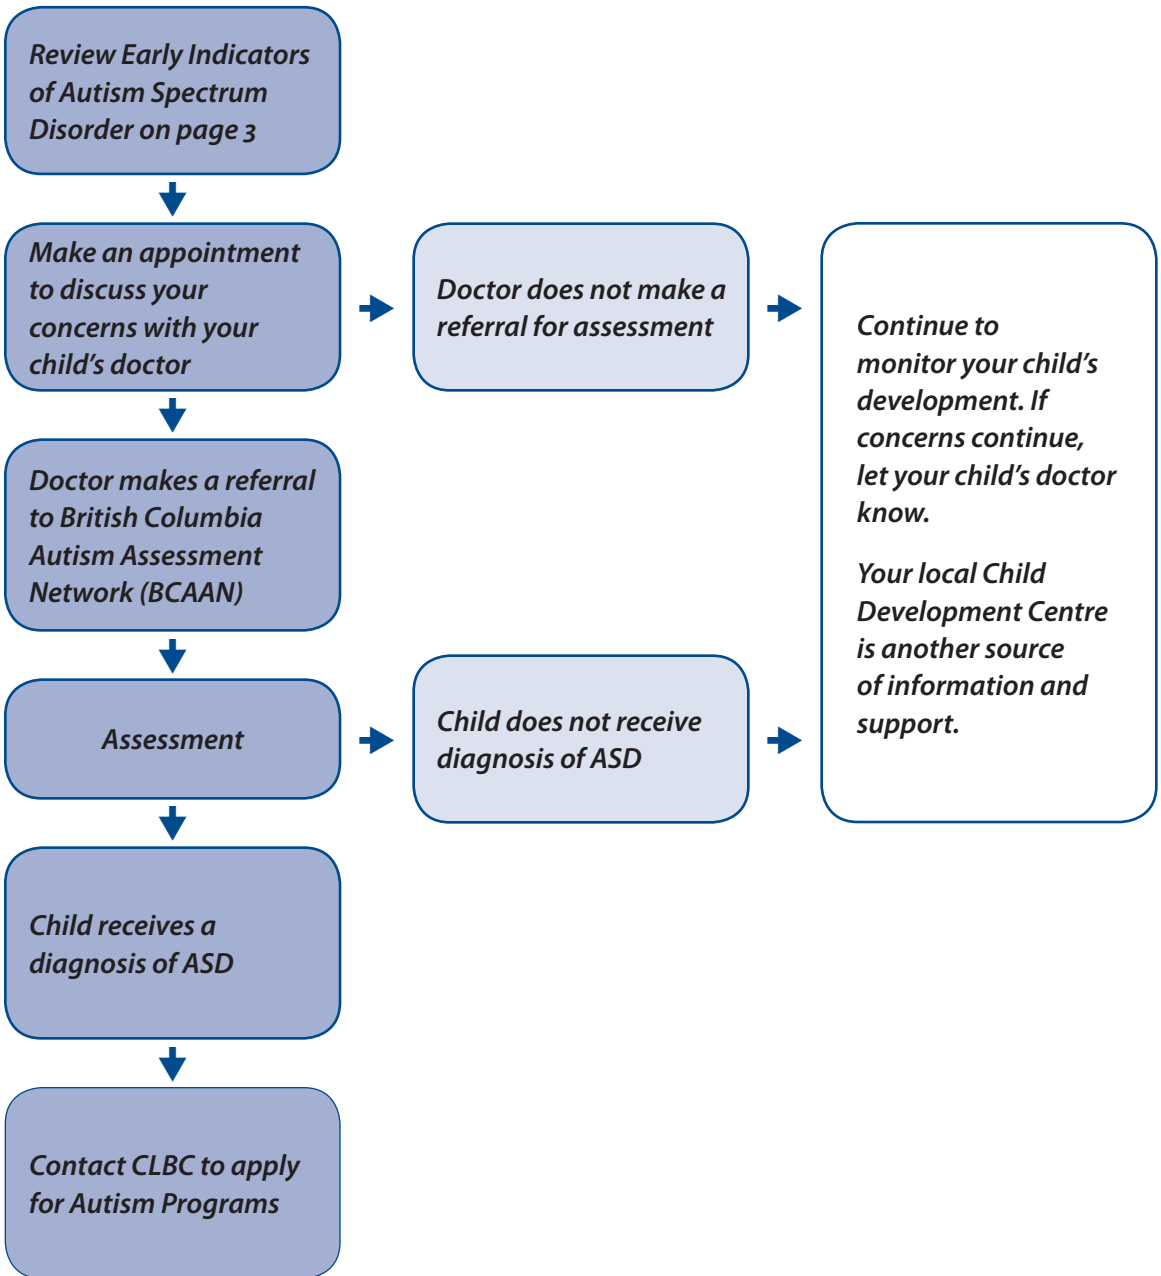 Review Early Indicators
of Autism Spectrum
Disorder on page 3
Make an appointment
to discuss your
concerns with your
child's doctor
Doctor does not make a
referral for assessment
Continue to
monitor your child's
development. If
concerns continue,
let your child's doctor
know.
Your local Child
Development Centre
is another source
of information and
support.
Doctor makes a referral
to British Columbia
Autism Assessment
Network (BCAAN)
Assessment
Child does not receive
diagnosis of ASD
Child receives a
diagnosis of ASD
Contact CLBC to apply
for Autism Programs